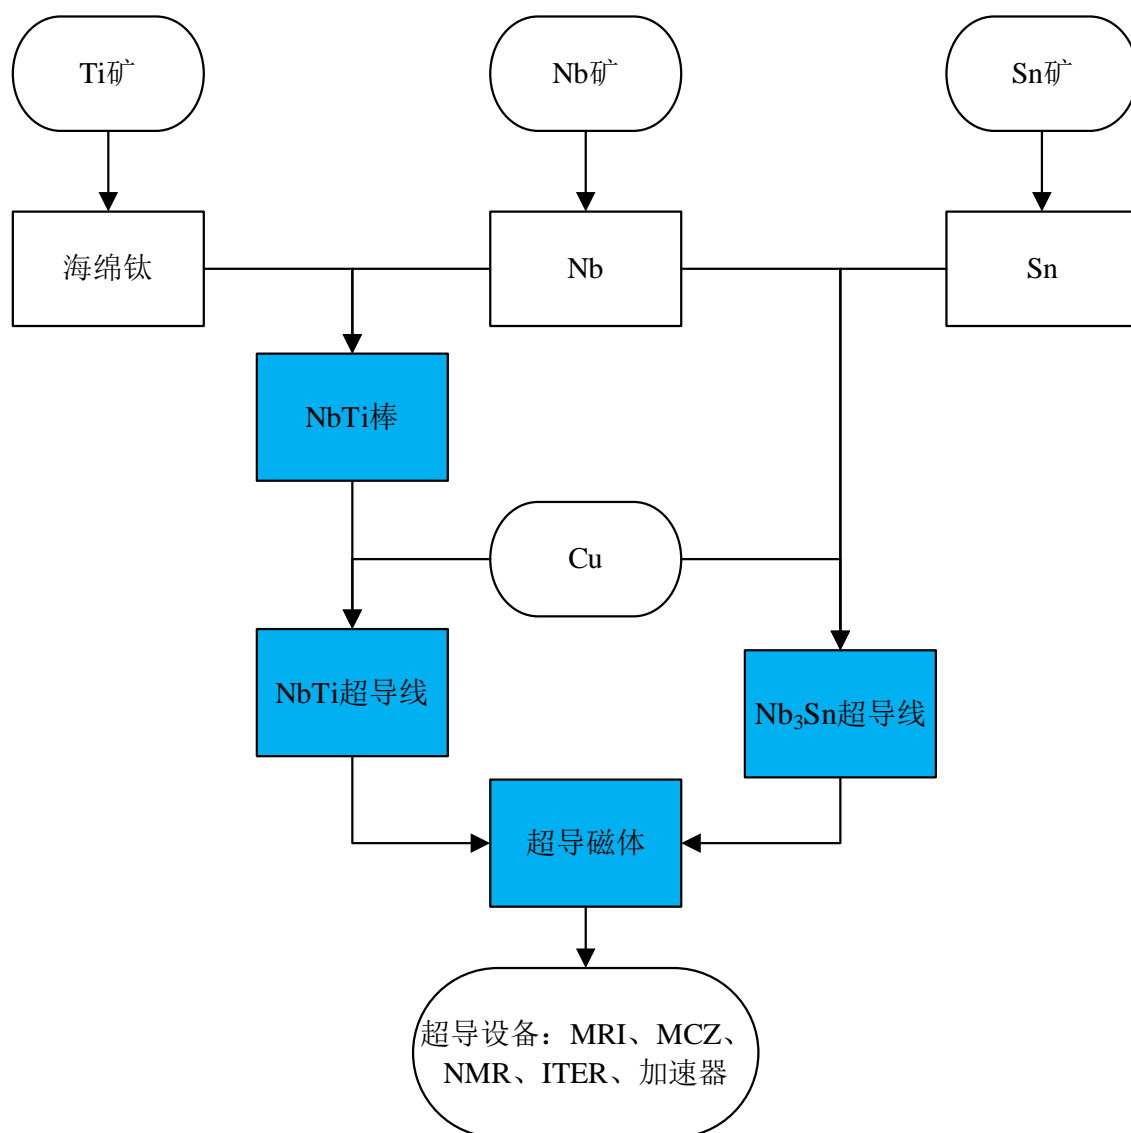 Ti矿
Nb矿
Sn矿
海绵钛
Nb
Sn
NbTi棒
Cu
NbTi超导线
Nb₃Sn超导线
超导磁体
超导设备：MRI、MCZ、
NMR、ITER、加速器